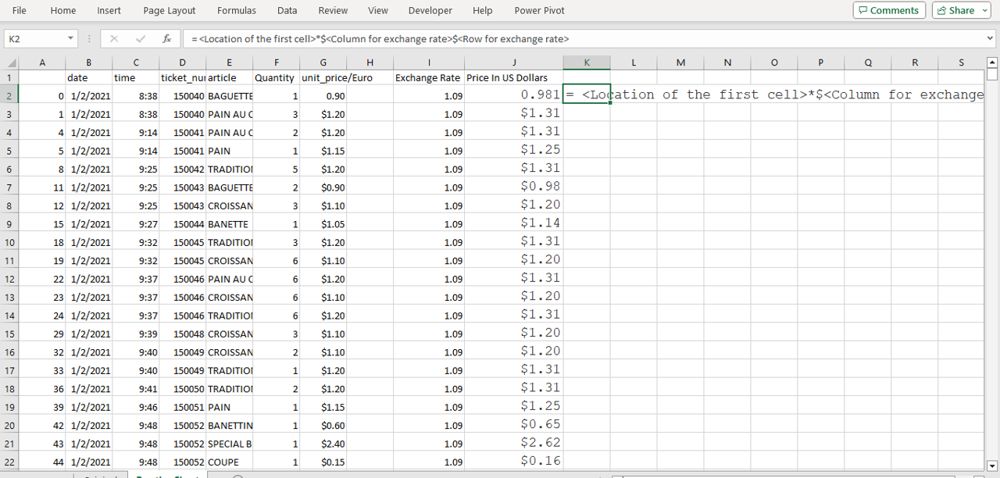 File Home Insert Page Layout Formulas Data Review View Developer Help Power Pivot Comments Share
K2 fx =<Location of the first cell>*$<Column for exchange rate>$<Row for exchange rate>
A B C D E F G H I J K L M N O P Q R S
1 date time ticket_nu article Quantity unit_price/Euro Exchange Rate Price In US Dollars
2 0 1/2/2021 8:38 150040 BAGUETTE 1 0.90 1.09 0.981 = <Location of the first cell>*$<Column for exchange
3 1 1/2/2021 8:38 150040 PAIN AU C 3 $1.20 1.09 $1.31
4 4 1/2/2021 9:14 150041 PAIN AU C 2 $1.20 1.09 $1.31
5 5 1/2/2021 9:14 150041 PAIN 1 $1.15 1.09 $1.25
6 8 1/2/2021 9:25 150042 TRADITIO 5 $1.20 1.09 $1.31
7 11 1/2/2021 9:25 150043 BAGUETTE 2 $0.90 1.09 $0.98
8 12 1/2/2021 9:25 150043 CROISSAN 3 $1.10 1.09 $1.20
9 15 1/2/2021 9:27 150044 BANETTE 1 $1.05 1.09 $1.14
10 18 1/2/2021 9:32 150045 TRADITIO 3 $1.20 1.09 $1.31
11 19 1/2/2021 9:32 150045 CROISSAN 6 $1.10 1.09 $1.20
12 22 1/2/2021 9:37 150046 PAIN AU C 6 $1.20 1.09 $1.31
13 23 1/2/2021 9:37 150046 CROISSAN 6 $1.10 1.09 $1.20
14 24 1/2/2021 9:37 150046 TRADITIO 6 $1.20 1.09 $1.31
15 29 1/2/2021 9:39 150048 CROISSAN 3 $1.10 1.09 $1.20
16 32 1/2/2021 9:40 150049 CROISSAN 2 $1.10 1.09 $1.20
17 33 1/2/2021 9:40 150049 TRADITIO 1 $1.20 1.09 $1.31
18 36 1/2/2021 9:41 150050 TRADITIO 2 $1.20 1.09 $1.31
19 39 1/2/2021 9:46 150051 PAIN 1 $1.15 1.09 $1.25
20 42 1/2/2021 9:48 150052 BANETTIN 1 $0.60 1.09 $0.65
21 43 1/2/2021 9:48 150052 SPECIAL B 1 $2.40 1.09 $2.62
22 44 1/2/2021 9:48 150052 COUPE 1 $0.15 1.09 $0.16